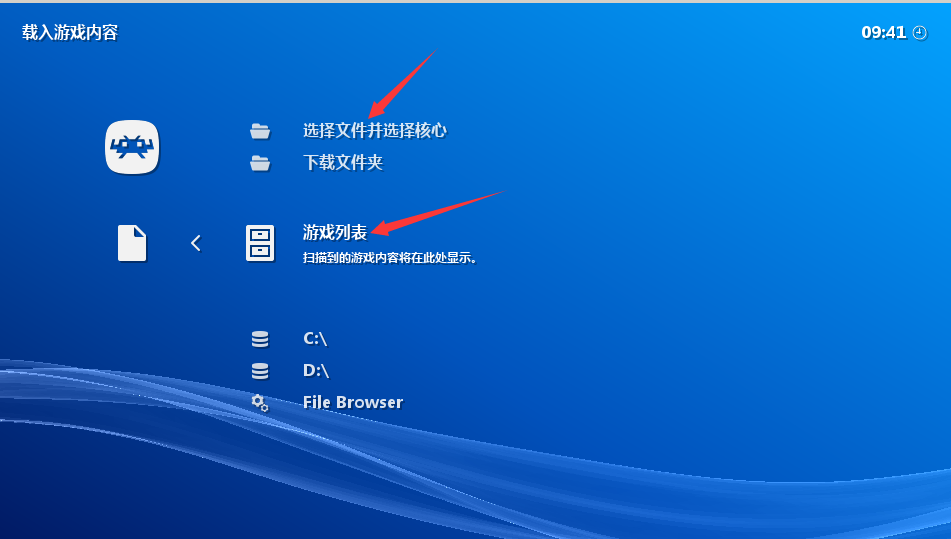 载入游戏内容
09:41
选择文件并选择核心
下载文件夹
游戏列表
扫描到的游戏内容将在此处显示。
C:\
D:\
File Browser